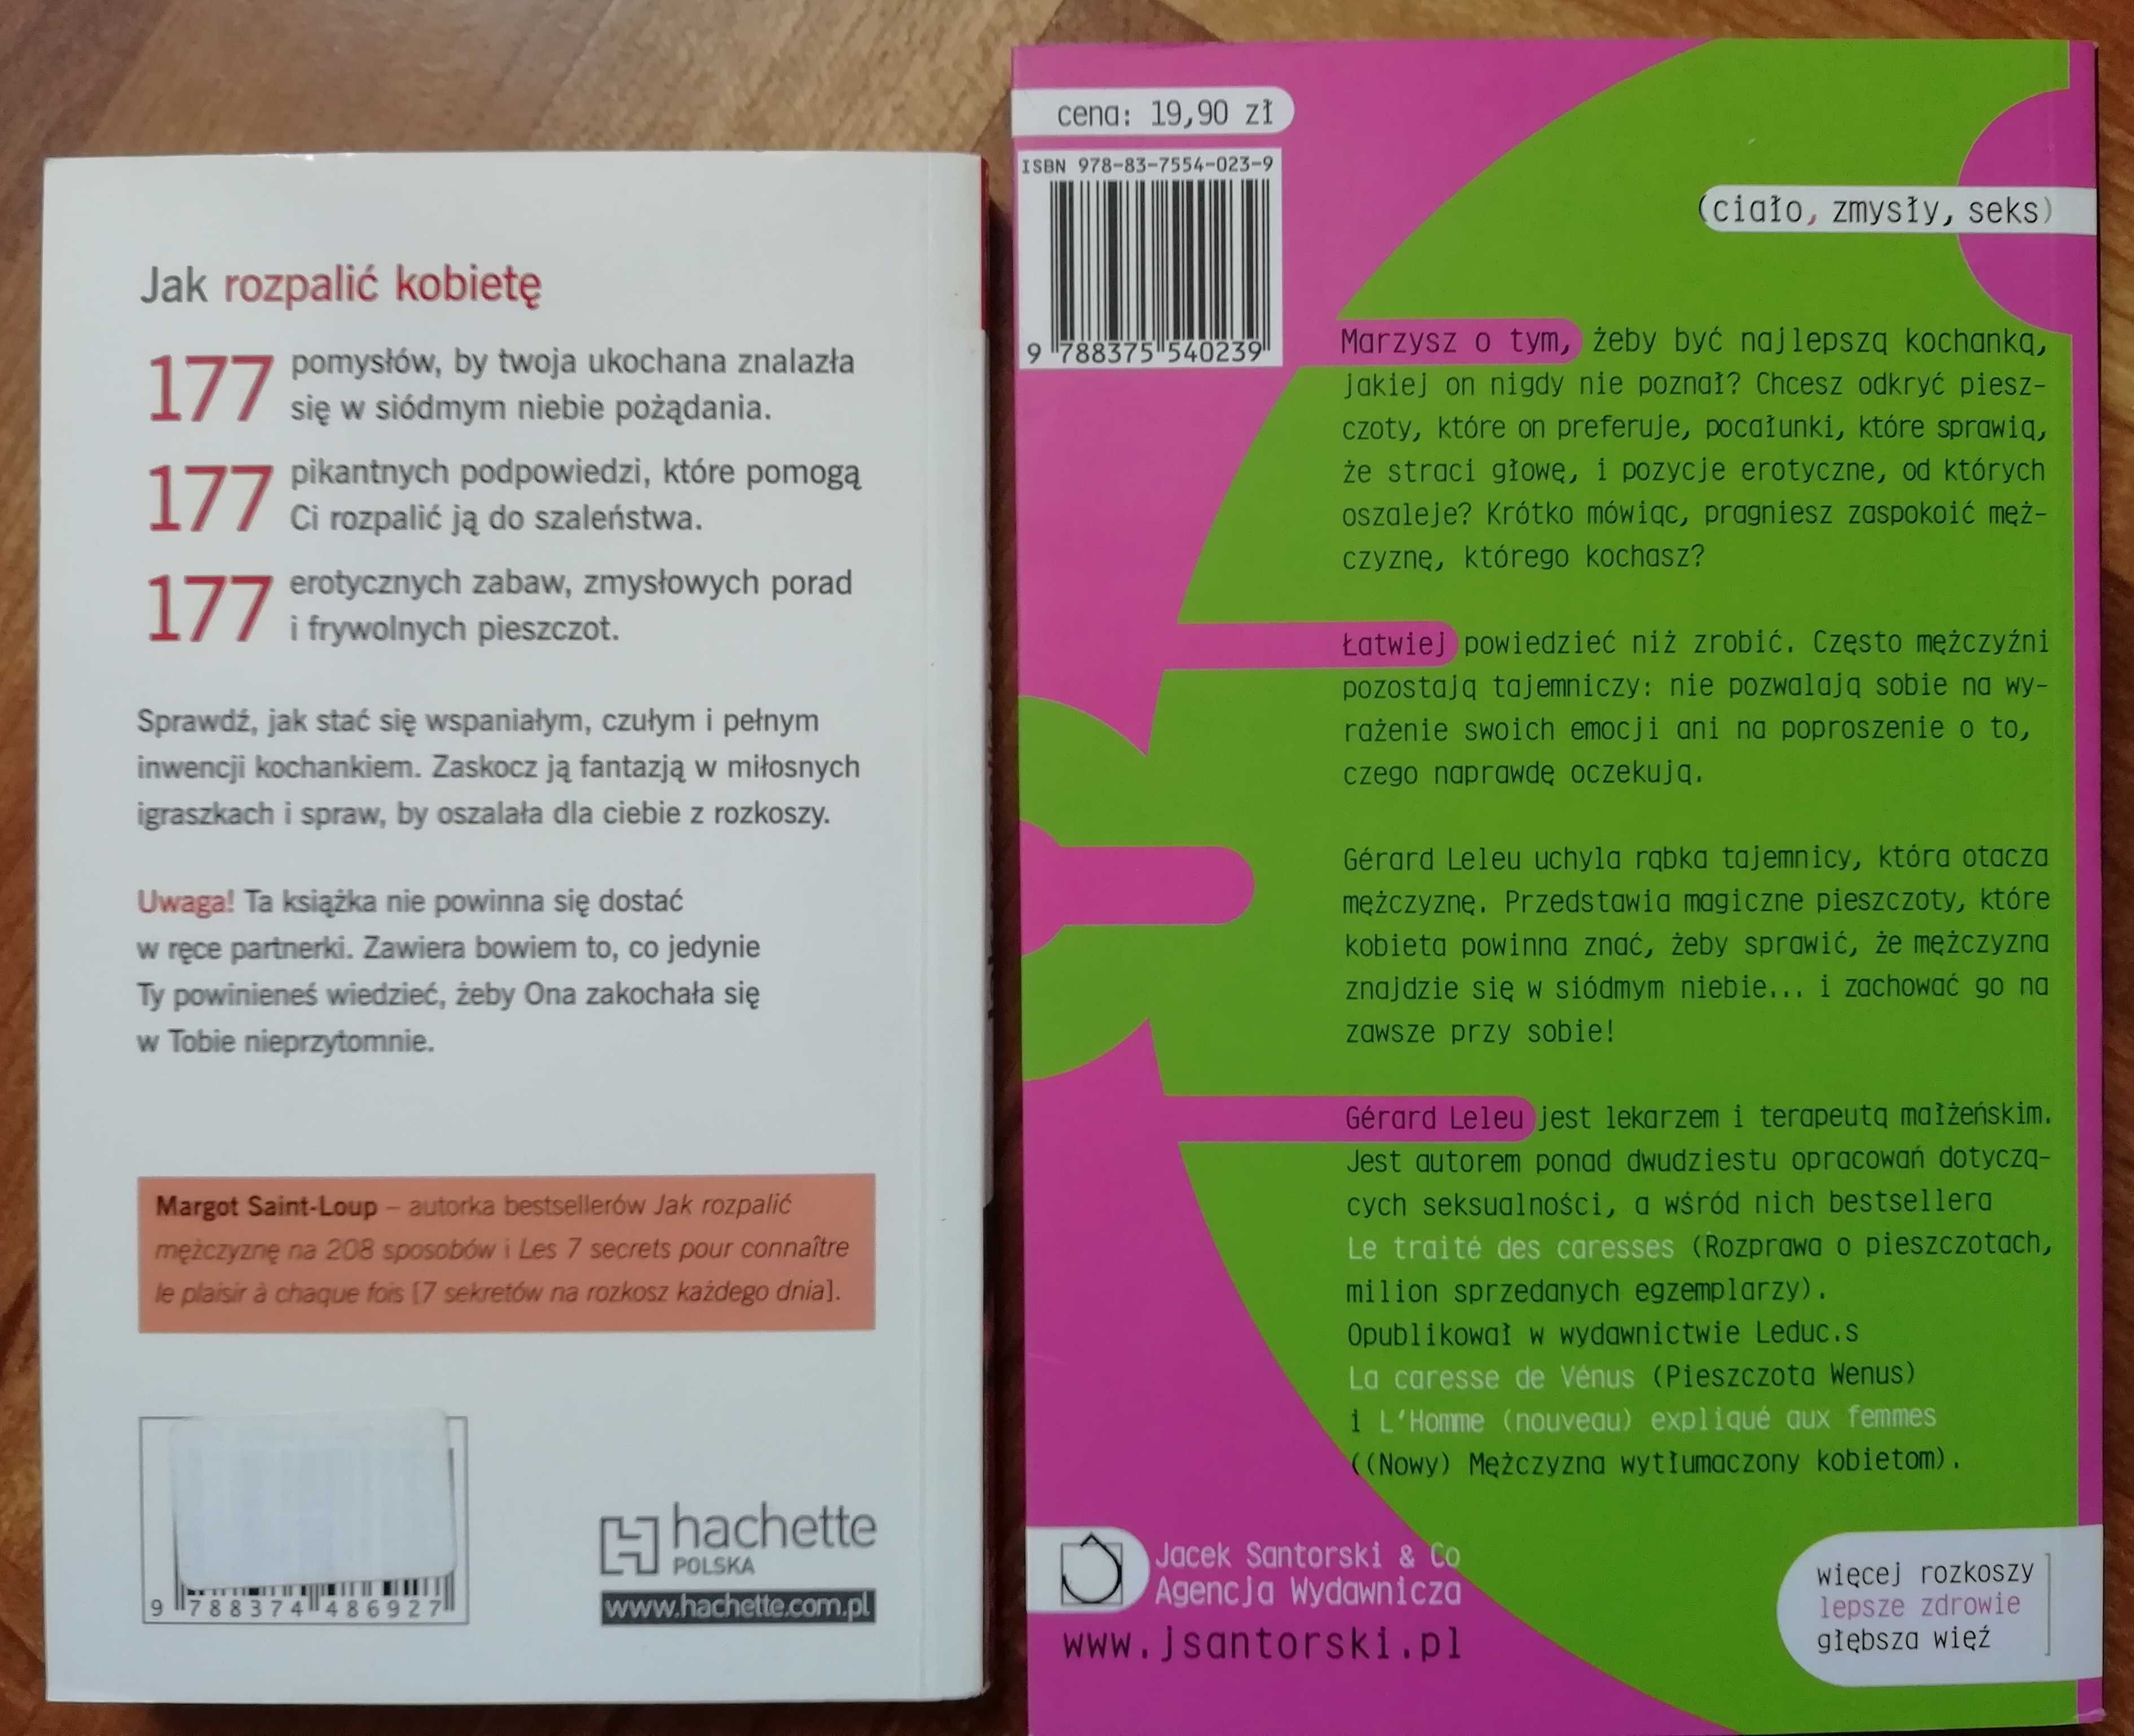 Jak rozpalić kobietę
177 pomysłów, by twoja ukochana znalazła
się w siódmym niebie pożądania.
177 pikantnych podpowiedzi, które pomogą
Ci rozpalić ją do szaleństwa.
177 erotycznych zabaw, zmysłowych porad
i frywolnych pieszczot.
Sprawdź, jak stać się wspaniałym, czułym i pełnym
inwencji kochankiem. Zaskocz ją fantazją w miłosnych
igraszkach i spraw, by oszalała dla ciebie z rozkoszy.
Uwaga! Ta książka nie powinna się dostać
w ręce partnerki. Zawiera bowiem to, co jedynie
Ty powinieneś wiedzieć, żeby Ona zakochała się
w Tobie nieprzytomnie.
Margot Saint-Loup – autorka bestsellerów Jak rozpalić
mężczyznę na 208 sposobów i Les 7 secrets pour connaître
le plaisir à chaque fois [7 sekretów na rozkosz każdego dnia].
9 788374 486927
hachette
POLSKA
www.hachette.com.pl
cena: 19,90 zł
ISBN 978-83-7554-023-9
9 788375 540239
(ciało, zmysły, seks)
Marzysz o tym, żeby być najlepszą kochanką,
jakiej on nigdy nie poznał? Chcesz odkryć piesz-
czoty, które on preferuje, pocałunki, które sprawią,
że straci głowę, i pozycje erotyczne, od których
oszaleje? Krótko mówiąc, pragniesz zaspokoić męż-
czyznę, którego kochasz?
Łatwiej powiedzieć niż zrobić. Często mężczyźni
pozostają tajemniczy: nie pozwalają sobie na wy-
rażenie swoich emocji ani na poproszenie o to,
czego naprawdę oczekują.
Gérard Leleu uchyla rąbka tajemnicy, która otacza
mężczyznę. Przedstawia magiczne pieszczoty, które
kobieta powinna znać, żeby sprawić, że mężczyzna
znajdzie się w siódmym niebie... i zachować go na
zawsze przy sobie!
Gérard Leleu jest lekarzem i terapeutą małżeńskim.
Jest autorem ponad dwudziestu opracowań dotyczą-
cych seksualności, a wśród nich bestsellera
Le traité des caresses (Rozprawa o pieszczotach,
milion sprzedanych egzemplarzy).
Opublikował w wydawnictwie Leduc.s
La caresse de Vénus (Pieszczota Wenus)
i L'Homme (nouveau) expliqué aux femmes
((Nowy) Mężczyzna wytłumaczony kobietom).
Jacek Santorski & Co
Agencja Wydawnicza
www.jsantorski.pl
więcej rozkoszy
lepsze zdrowie
głębsza więź